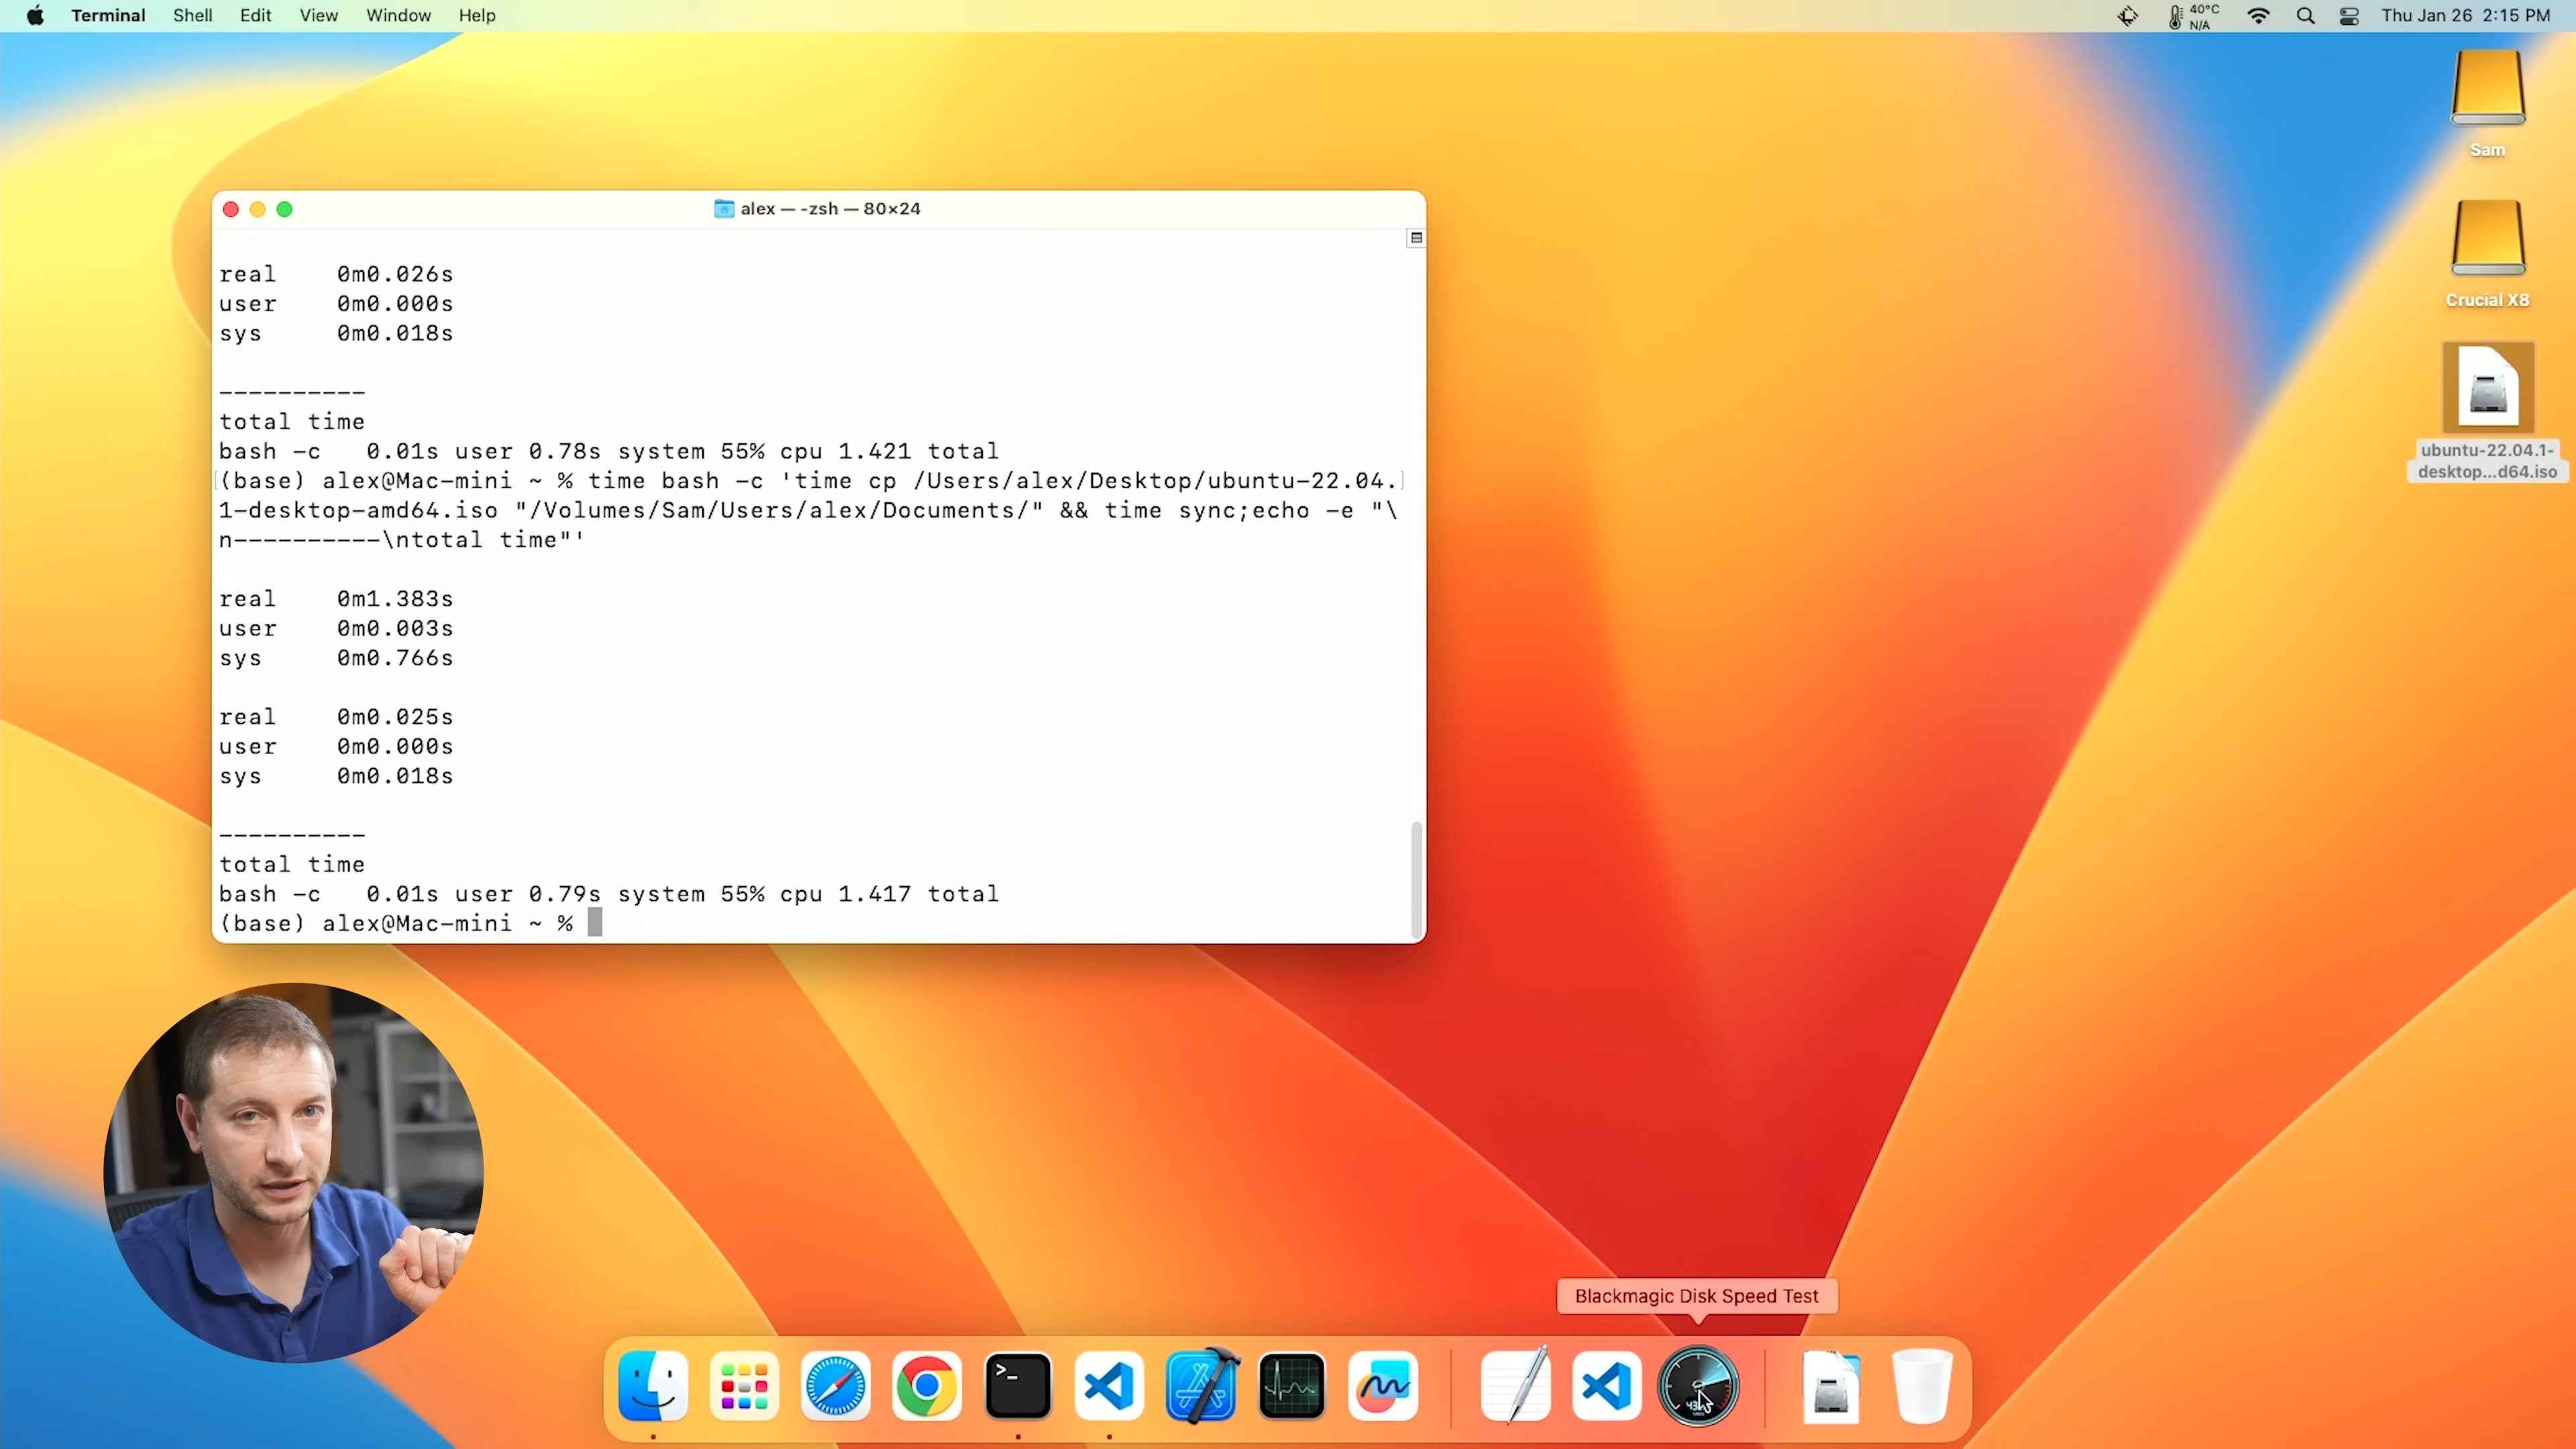 Terminal Shell Edit View Window Help
40°C
N/A
Thu Jan 26 2:15 PM
Sam
Crucial X8
ubuntu-22.04.1-
desktop...d64.iso
alex — -zsh — 80×24
real 0m0.026s
user 0m0.000s
sys 0m0.018s
----------
total time
bash -c 0.01s user 0.78s system 55% cpu 1.421 total
(base) alex@Mac-mini ~ % time bash -c 'time cp /Users/alex/Desktop/ubuntu-22.04.
1-desktop-amd64.iso "/Volumes/Sam/Users/alex/Documents/" && time sync;echo -e "\
n----------\ntotal time"'
real 0m1.383s
user 0m0.003s
sys 0m0.766s
real 0m0.025s
user 0m0.000s
sys 0m0.018s
----------
total time
bash -c 0.01s user 0.79s system 55% cpu 1.417 total
(base) alex@Mac-mini ~ %
Blackmagic Disk Speed Test